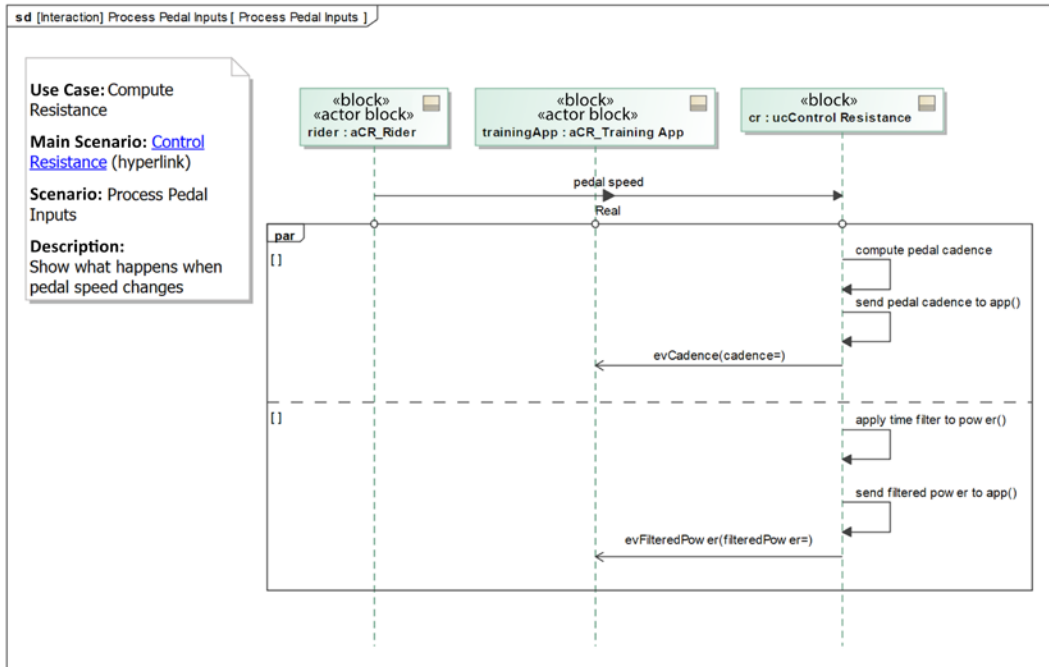 sd [Interaction] Process Pedal Inputs [ Process Pedal Inputs ]
Use Case: Compute
Resistance
Main Scenario: Control
Resistance (hyperlink)
Scenario: Process Pedal
Inputs
Description:
Show what happens when
pedal speed changes
«block»
«actor block»
rider : aCR_Rider
«block»
«actor block»
trainingApp : aCR_Training App
«block»
cr : ucControl Resistance
pedal speed
Real
par
[ ]
compute pedal cadence
send pedal cadence to app()
evCadence(cadence=)
[ ]
apply time filter to pow er()
send filtered pow er to app()
evFilteredPow er(filteredPow er=)